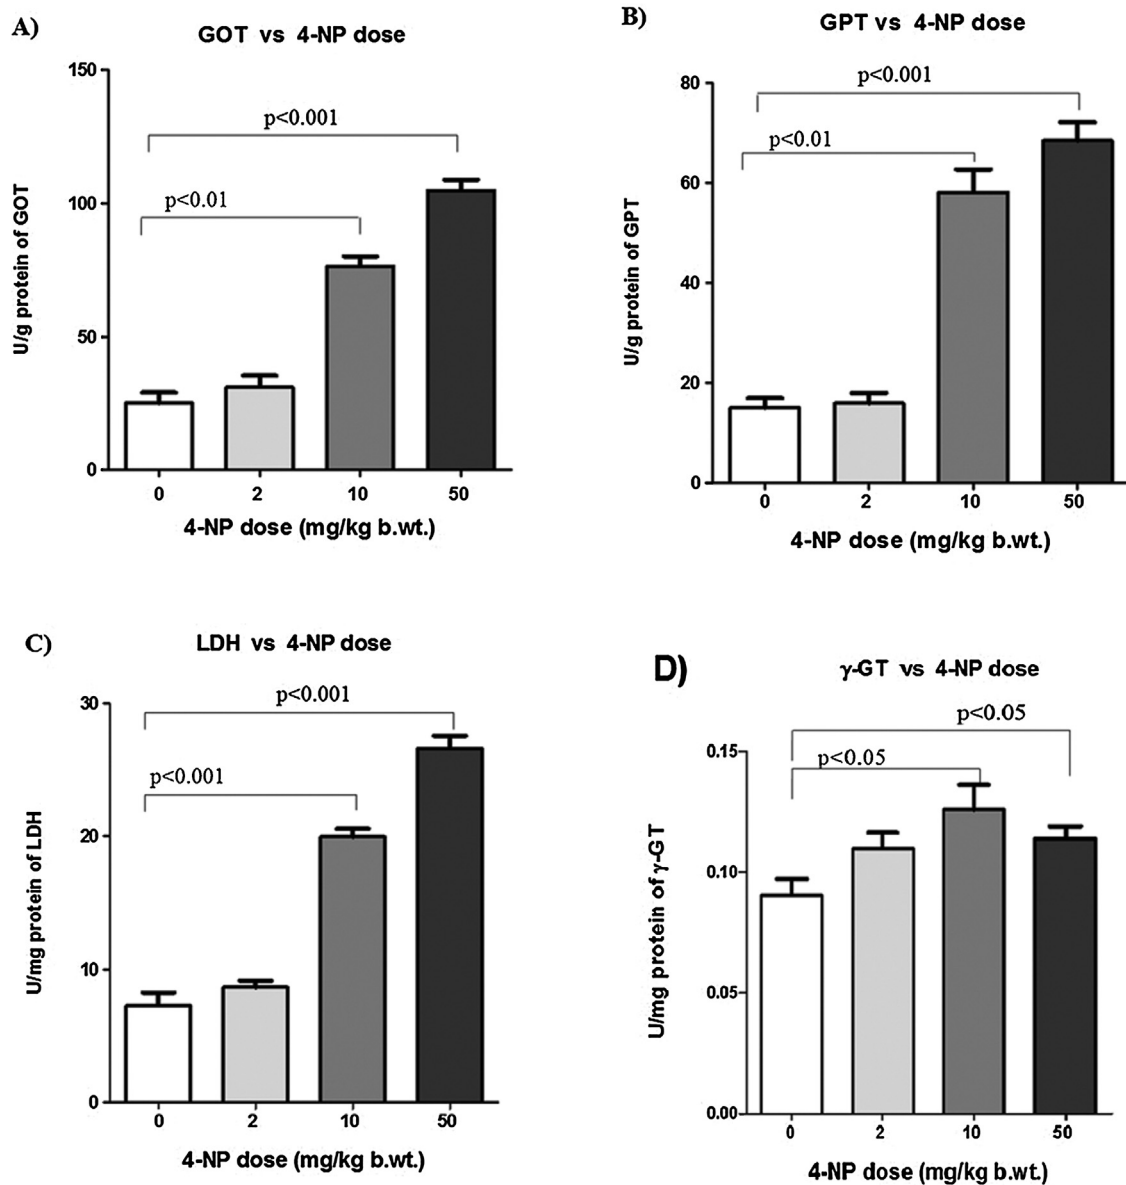 A)
GOT vs 4-NP dose
150
100
50
0
U/g protein of GOT
p<0.001
p<0.01
0 2 10 50
4-NP dose (mg/kg b.wt.)
B)
GPT vs 4-NP dose
80
60
40
20
0
U/g protein of GPT
p<0.001
p<0.01
0 2 10 50
4-NP dose (mg/kg b.wt.)
C)
LDH vs 4-NP dose
30
20
10
0
U/mg protein of LDH
p<0.001
p<0.001
0 2 10 50
4-NP dose (mg/kg b.wt.)
D)
γ-GT vs 4-NP dose
0.15
0.10
0.05
0.00
U/mg protein of γ-GT
p<0.05
p<0.05
0 2 10 50
4-NP dose (mg/kg b.wt.)